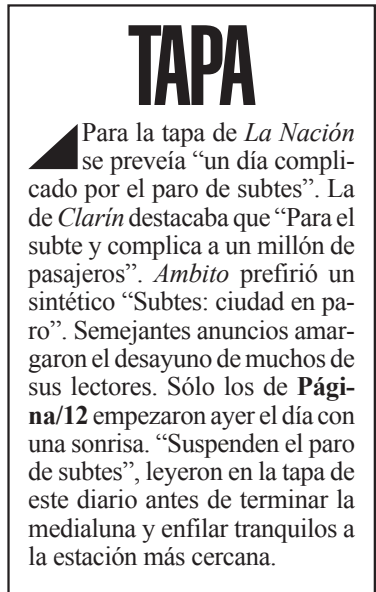 TAPA
Para la tapa de La Nación
se preveía “un día compli-
cado por el paro de subtes”. La
de Clarín destacaba que “Para el
subte y complica a un millón de
pasajeros”. Ambito prefirió un
sintético “Subtes: ciudad en pa-
ro”. Semejantes anuncios amar-
garon el desayuno de muchos de
sus lectores. Sólo los de Pági-
na/12 empezaron ayer el día con
una sonrisa. “Suspenden el paro
de subtes”, leyeron en la tapa de
este diario antes de terminar la
medialuna y enfilar tranquilos a
la estación más cercana.